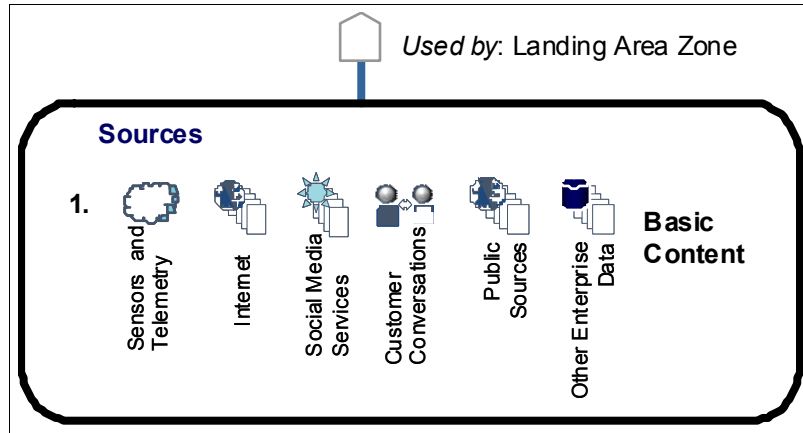 Used by: Landing Area Zone
Sources
1.
Sensors and
Telemetry
Internet
Social Media
Services
Customer
Conversations
Public
Sources
Other Enterprise
Data
Basic
Content